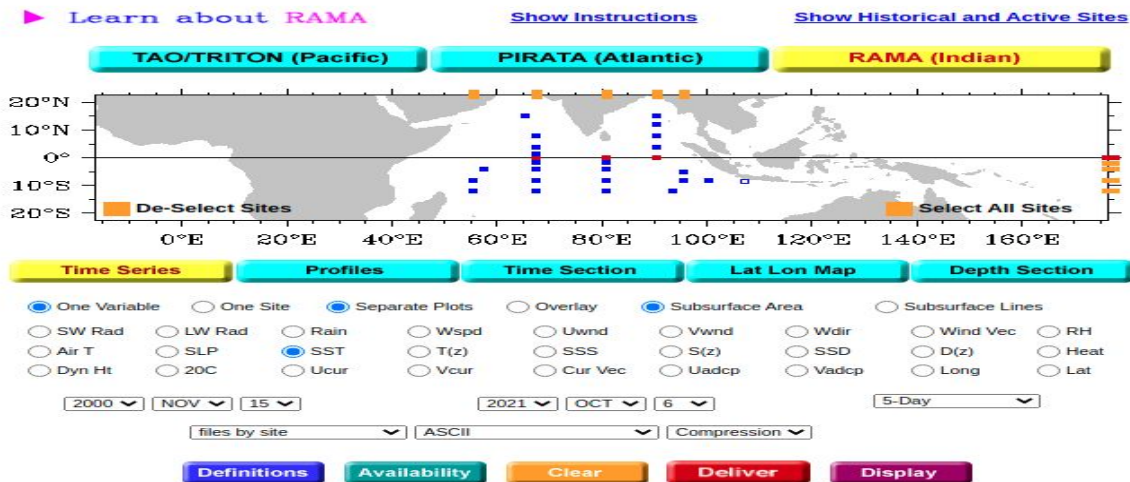 Learn about RAMA Show Instructions Show Historical and Active Sites
TAO/TRITON (Pacific) PIRATA (Atlantic) RAMA (Indian)
20°N
10°N
0°
10°S
20°S
De-Select Sites Select All Sites
0°E 20°E 40°E 60°E 80°E 100°E 120°E 140°E 160°E
Time Series Profiles Time Section Lat Lon Map Depth Section
One Variable One Site Separate Plots Overlay Subsurface Area Subsurface Lines
SW Rad LW Rad Rain Wspd Uwnd Vwnd Wdir Wind Vec RH
Air T SLP SST T(z) SSS S(z) SSD D(z) Heat
Dyn Ht 20C Ucur Vcur Cur Vec Uadcp Vadcp Long Lat
2000 NOV 15 2021 OCT 6 5-Day
files by site ASCII Compression
Definitions Availability Clear Deliver Display